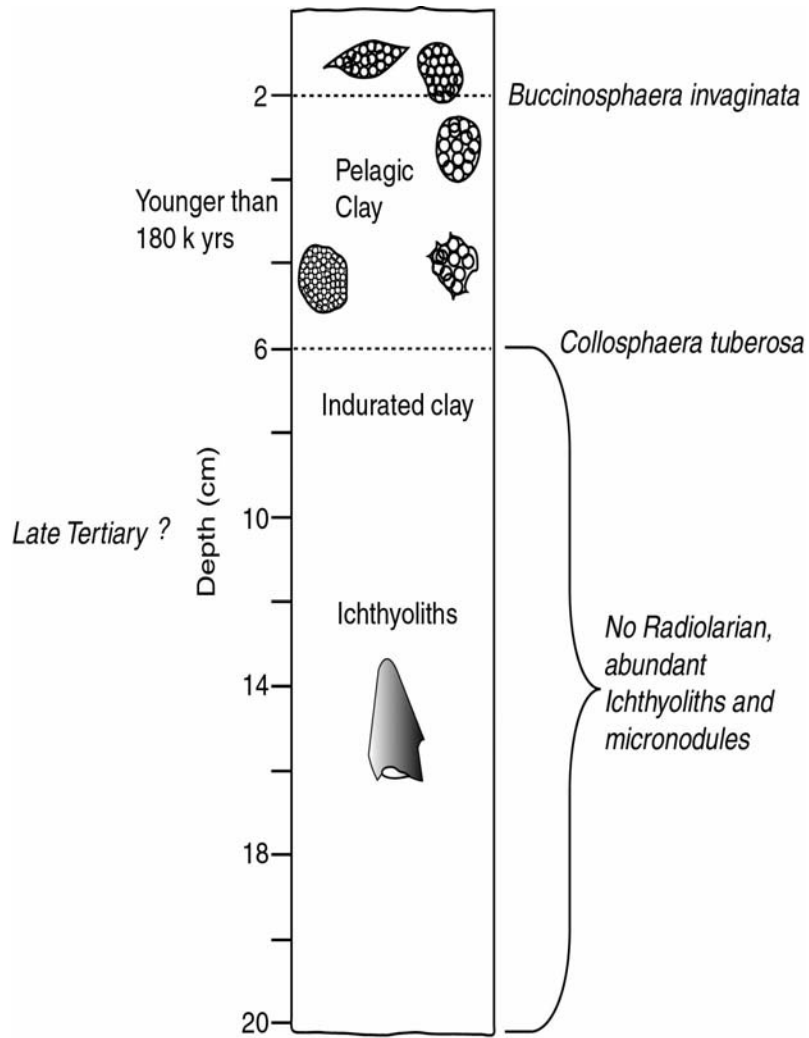 2
Buccinosphaera invaginata
Pelagic
Clay
Younger than
180 k yrs
6
Collosphaera tuberosa
Indurated clay
Depth (cm)
10
Late Tertiary ?
Ichthyoliths
No Radiolarian,
abundant
Ichthyoliths and
micronodules
14
18
20